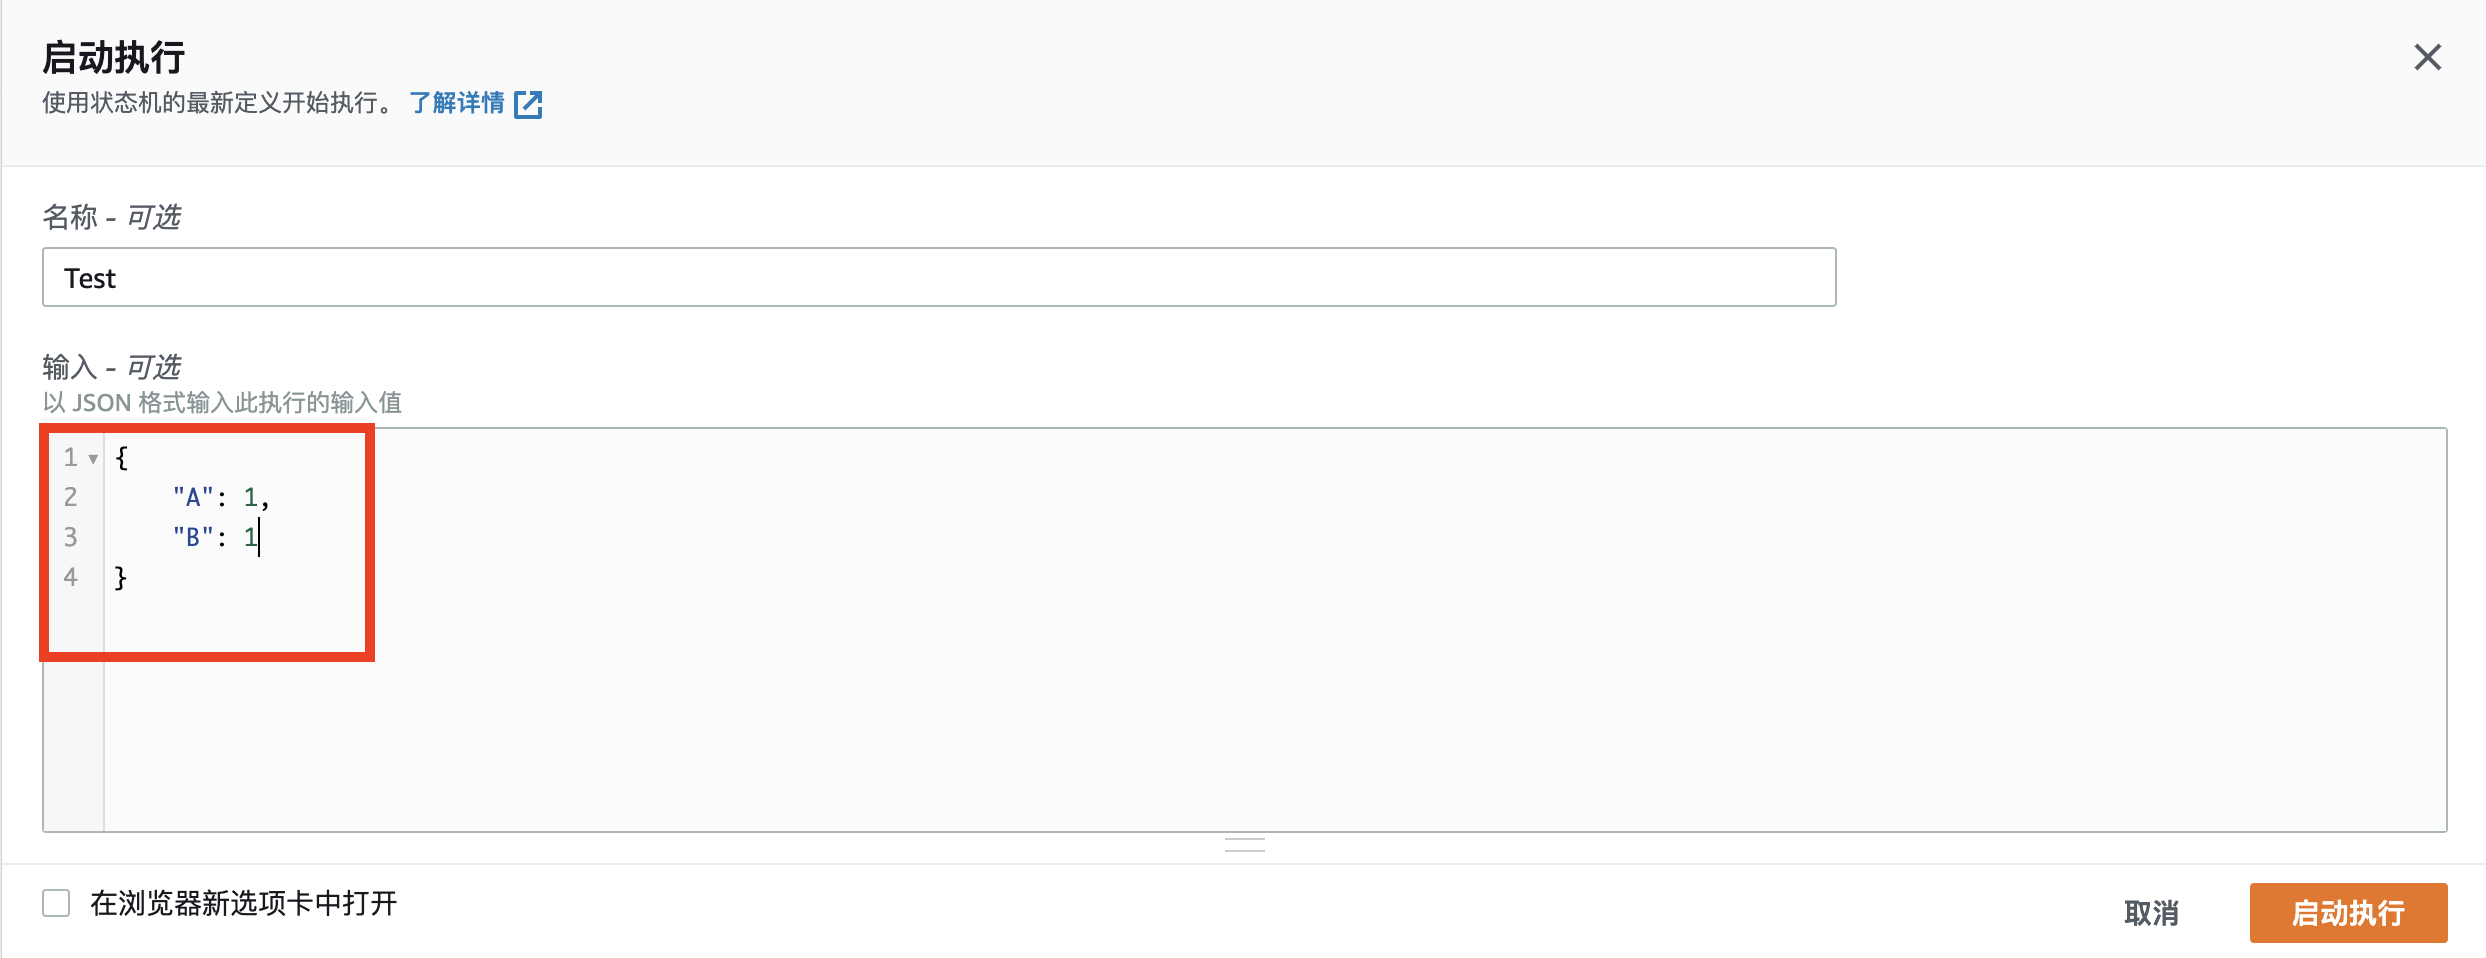 启动执行
使用状态机的最新定义开始执行。 了解详情
名称 - 可选
Test
输入 - 可选
以 JSON 格式输入此执行的输入值
1 {
2 "A": 1,
3 "B": 1
4 }
在浏览器新选项卡中打开
取消 启动执行